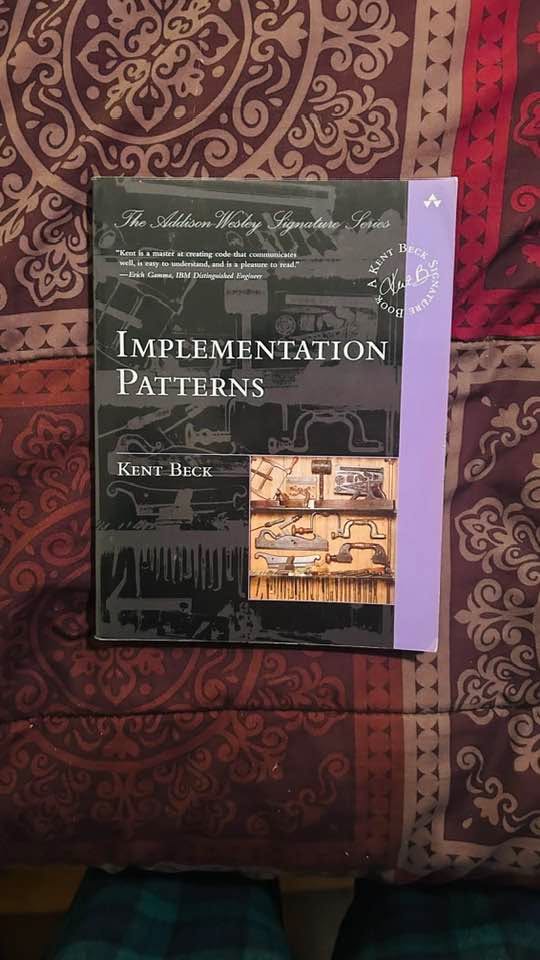 The Addison-Wesley Signature Series
"Kent is a master at creating code that communicates
well, is easy to understand, and is a pleasure to read."
—Erich Gamma, IBM Distinguished Engineer
A KENT BECK SIGNATURE BOOK
Kent B
IMPLEMENTATION
PATTERNS
KENT BECK